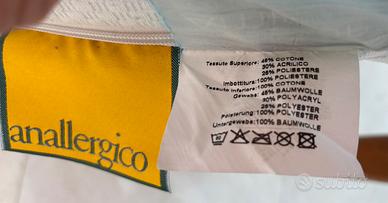 anallergico
Tessuto Superiore: 45% COTONE
30% ACRILICO
25% POLIESTERE
Imbottitura: 100% POLIESTERE
Tessuto Inferiore: 100% COTONE
Gewebe: 45% BAUMWOLLE
30% POLYACRYL
25% POLYESTER
Polsterung: 100% POLYESTER
Untergewebe: 100% BAUMWOLLE
subito